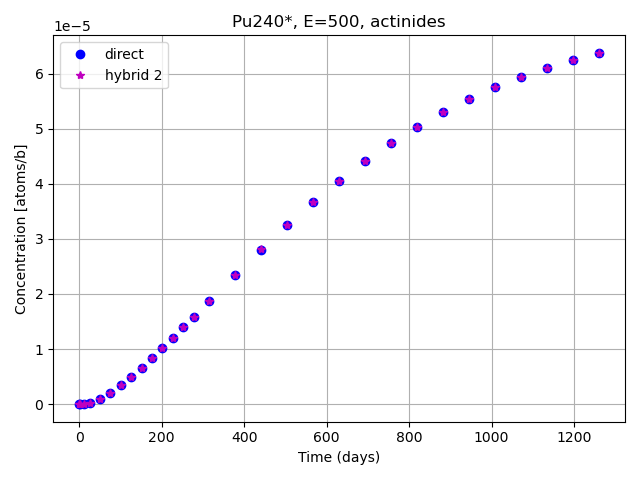 Pu240*, E=500, actinides
1e−5
direct
hybrid 2
6
5
4
3
2
1
0
Concentration [atoms/b]
0 200 400 600 800 1000 1200
Time (days)